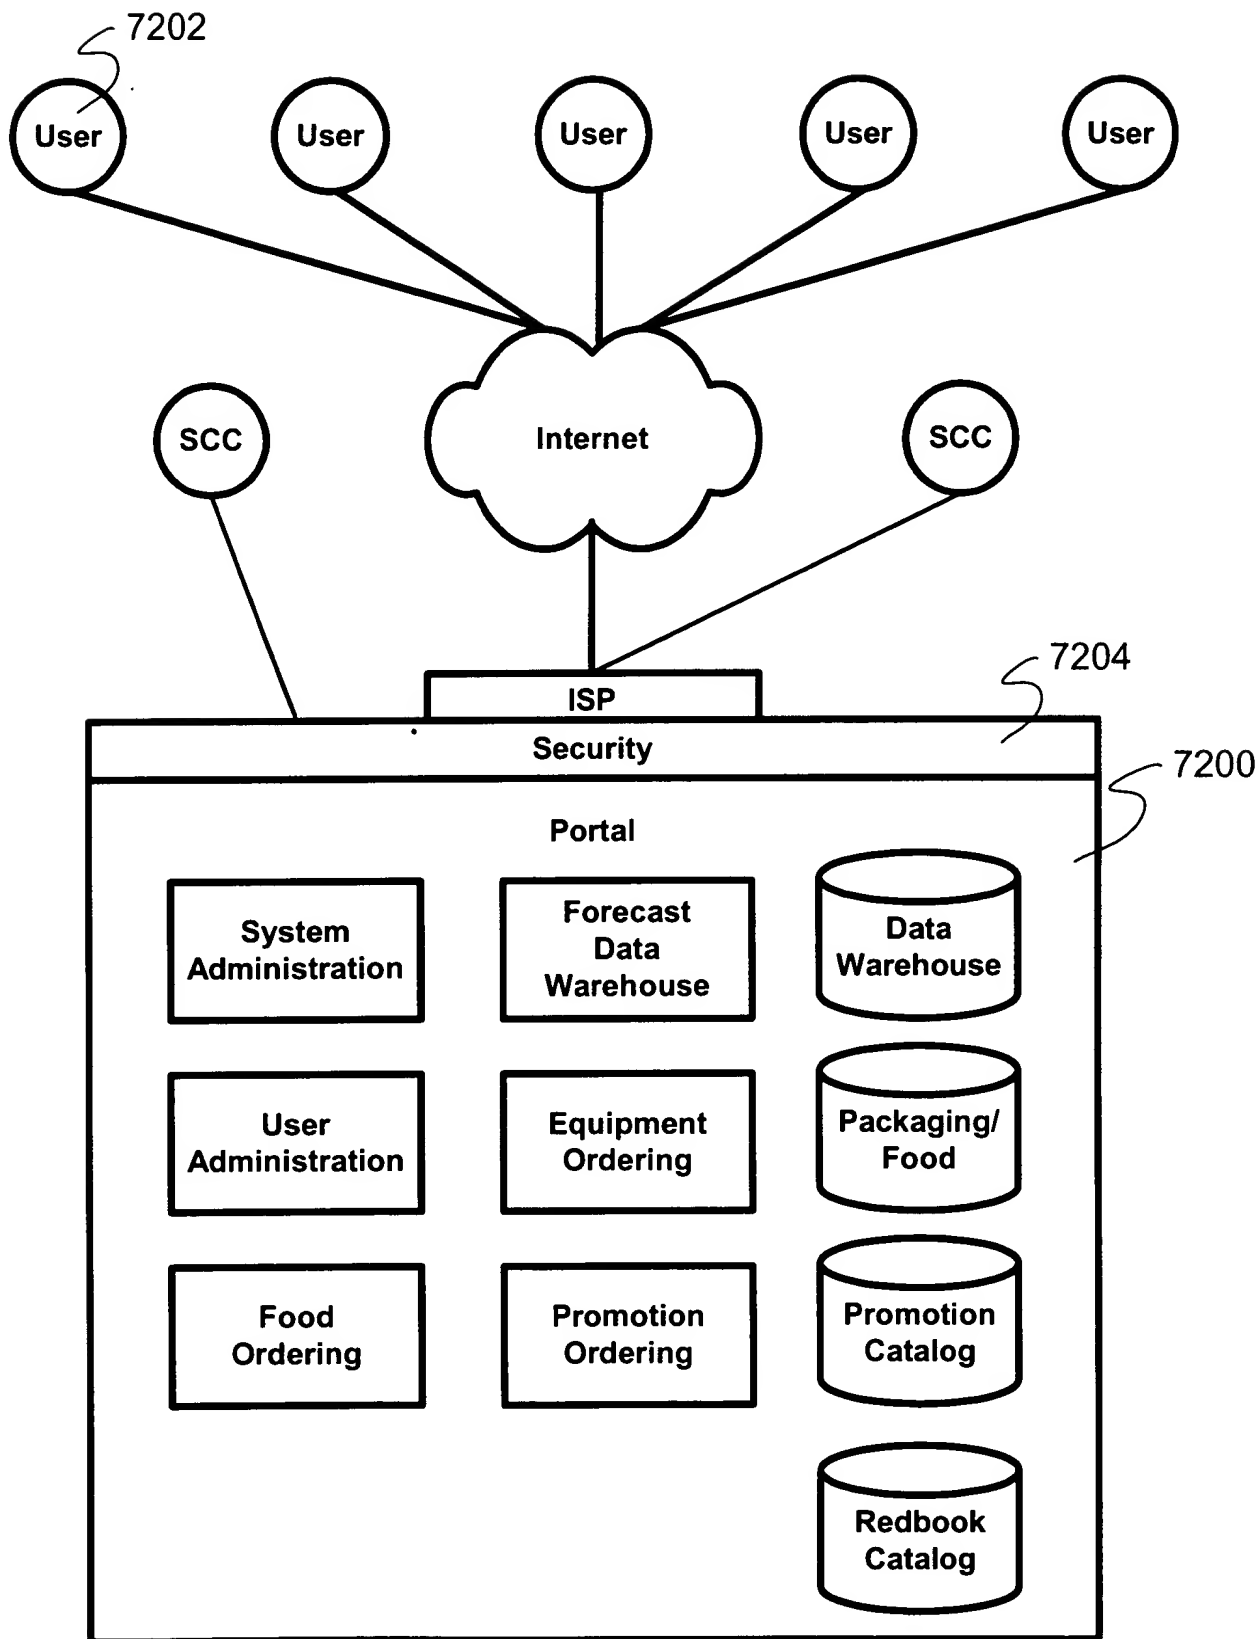 7202
User
User
User
User
User
SCC
Internet
SCC
7204
ISP
Security
7200
Portal
System
Administration
Forecast
Data
Warehouse
Data
Warehouse
User
Administration
Equipment
Ordering
Packaging/
Food
Food
Ordering
Promotion
Ordering
Promotion
Catalog
Redbook
Catalog